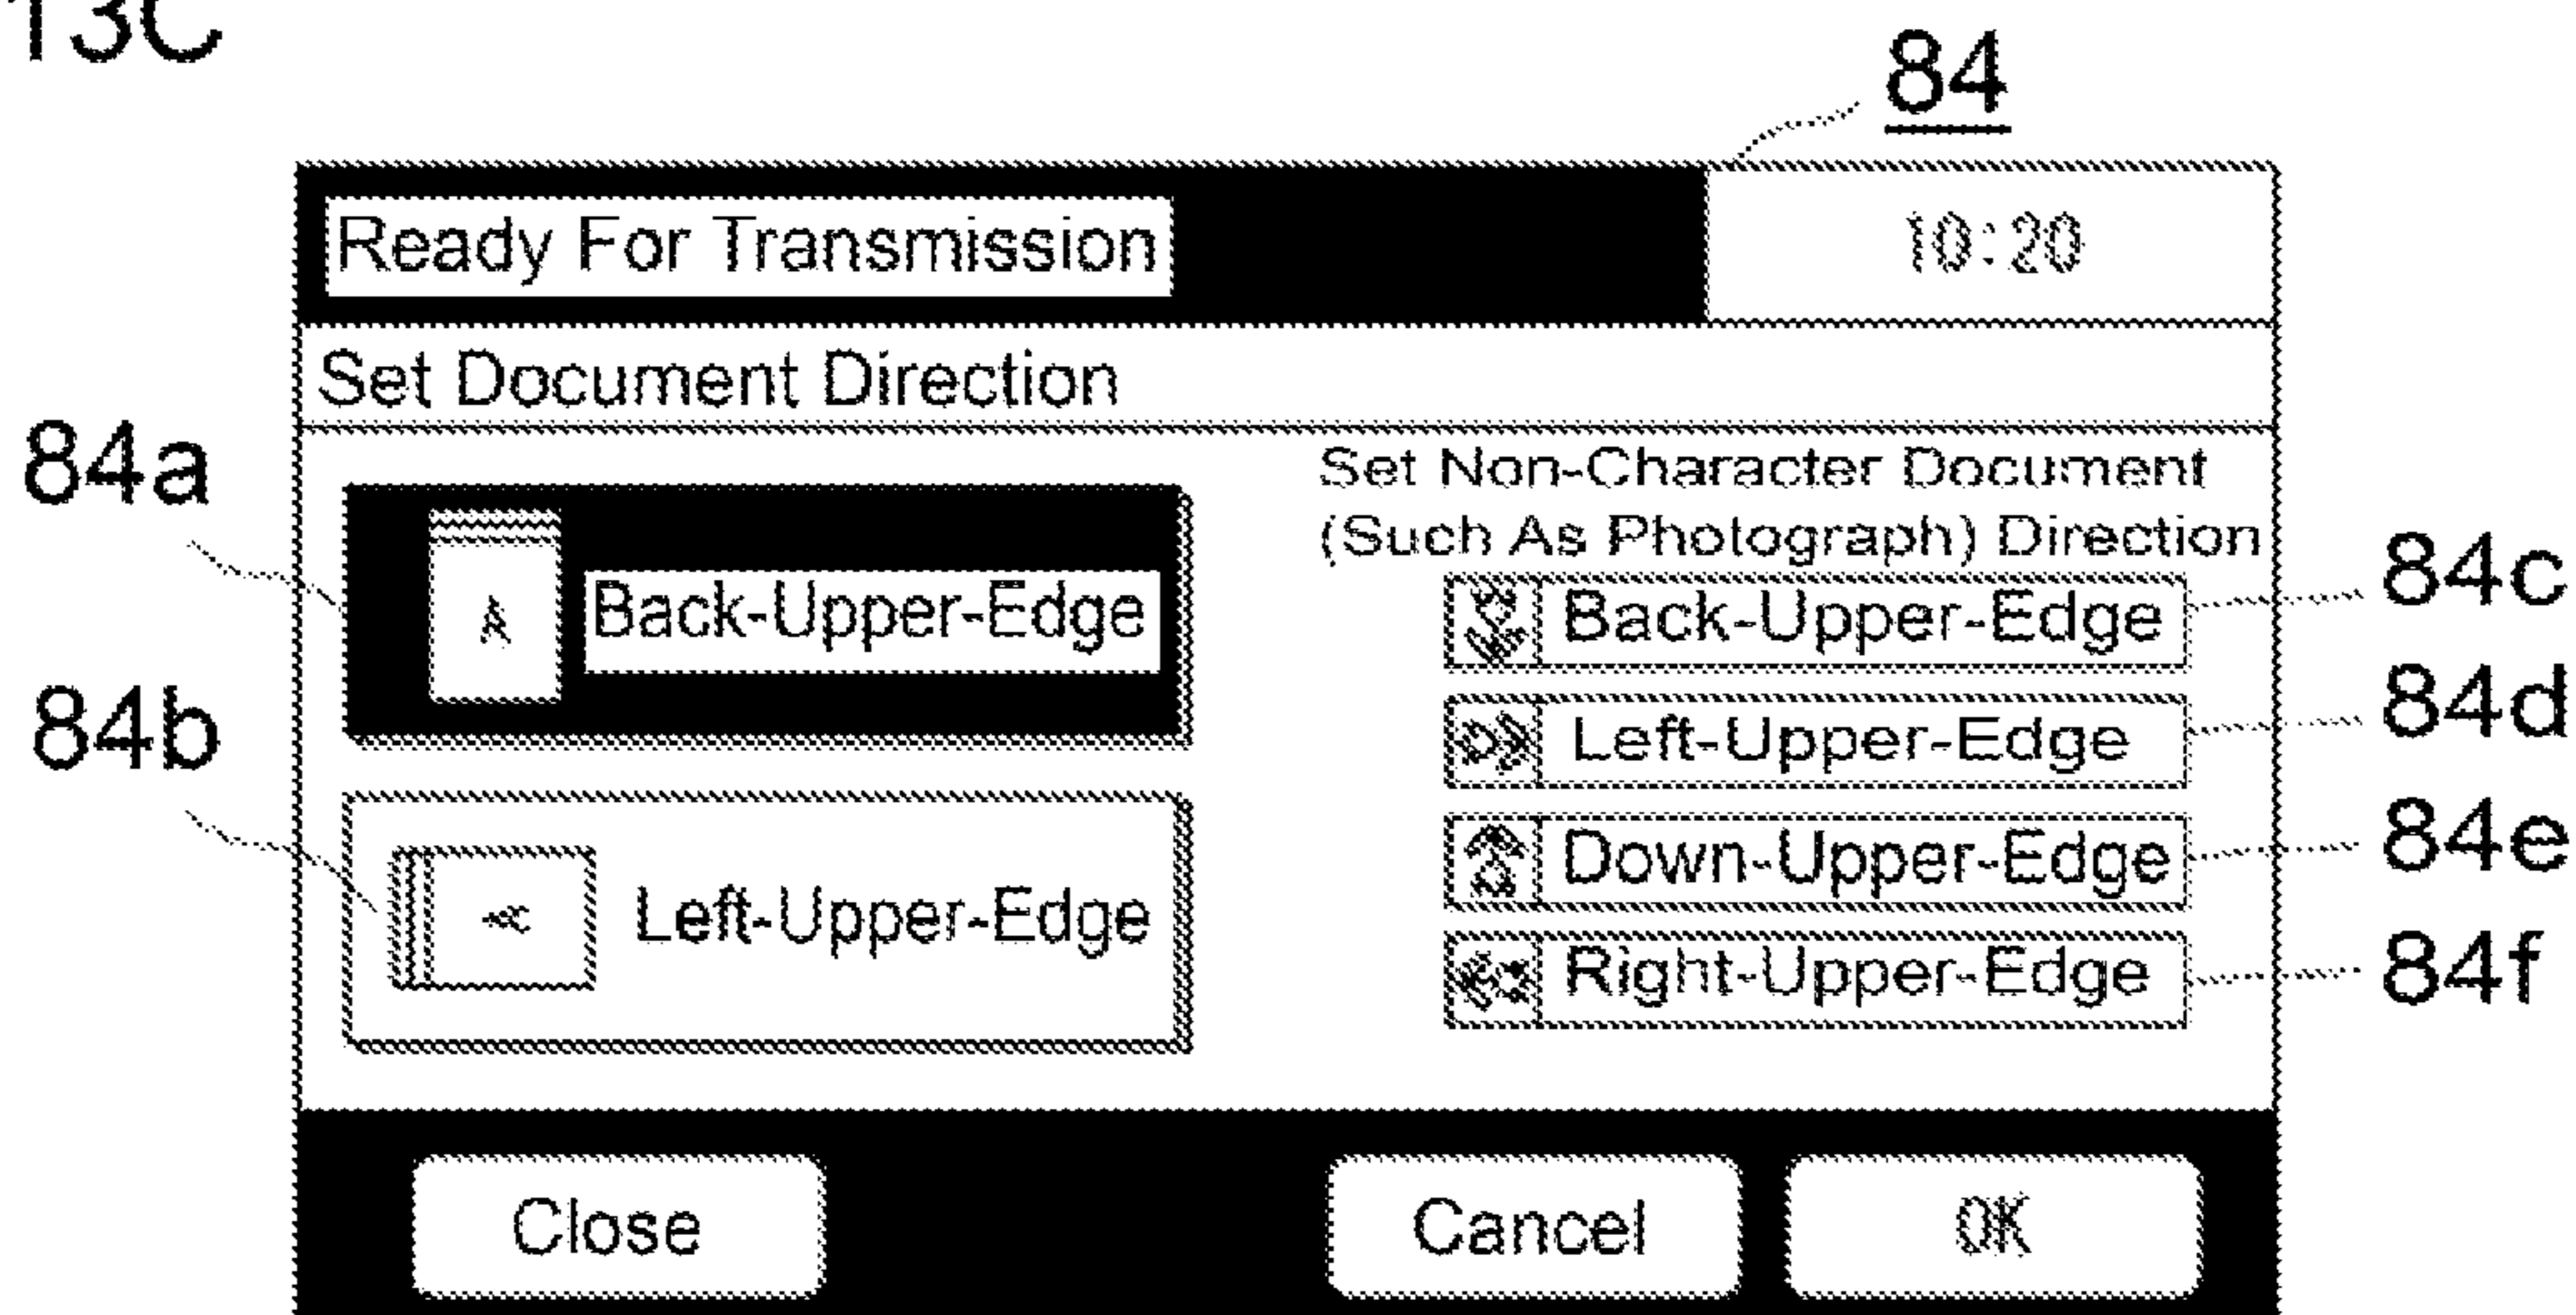 13C
84
Ready For Transmission
10:20
Set Document Direction
84a
A
Back-Upper-Edge
84b
A
Left-Upper-Edge
Set Non-Character Document
(Such As Photograph) Direction
Back-Upper-Edge
84c
Left-Upper-Edge
84d
Down-Upper-Edge
84e
Right-Upper-Edge
84f
Close
Cancel
OK